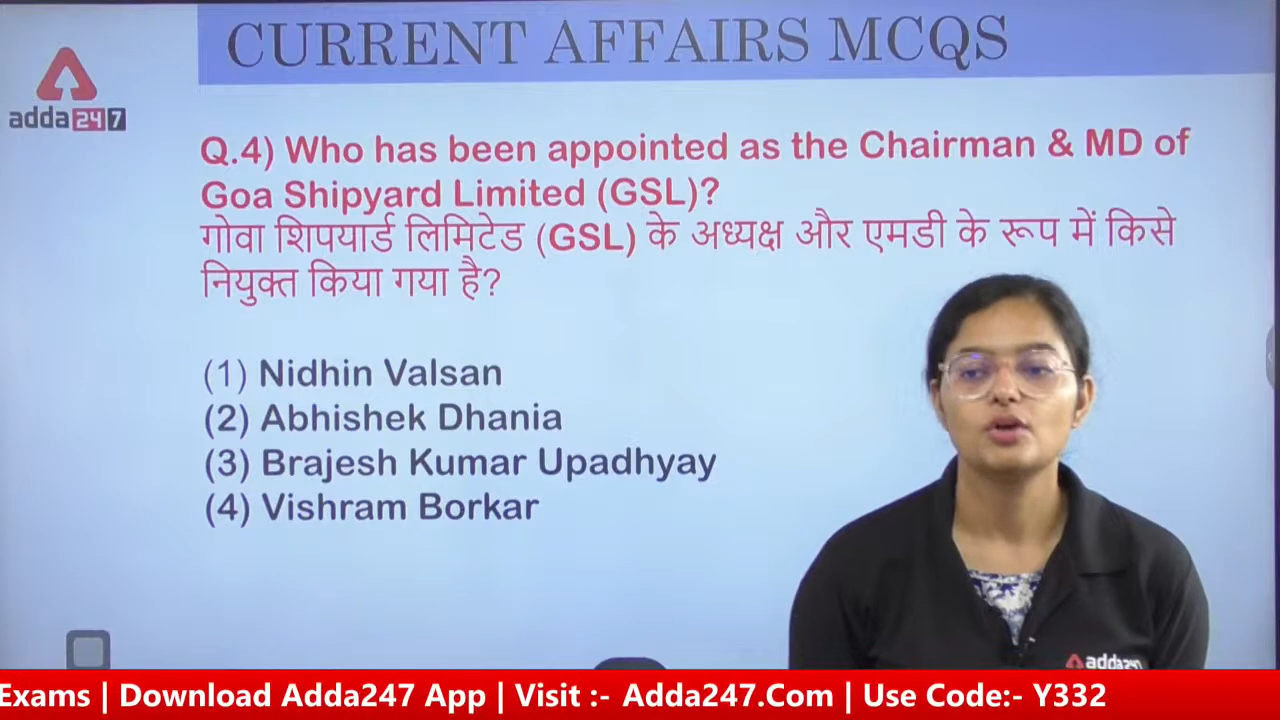 CURRENT AFFAIRS MCQS
adda247
Q.4) Who has been appointed as the Chairman & MD of
Goa Shipyard Limited (GSL)?
गोवा शिपयार्ड लिमिटेड (GSL) के अध्यक्ष और एमडी के रूप में किसे
नियुक्त किया गया है?
(1) Nidhin Valsan
(2) Abhishek Dhania
(3) Brajesh Kumar Upadhyay
(4) Vishram Borkar
adda247
Exams | Download Adda247 App | Visit :- Adda247.Com | Use Code:- Y332